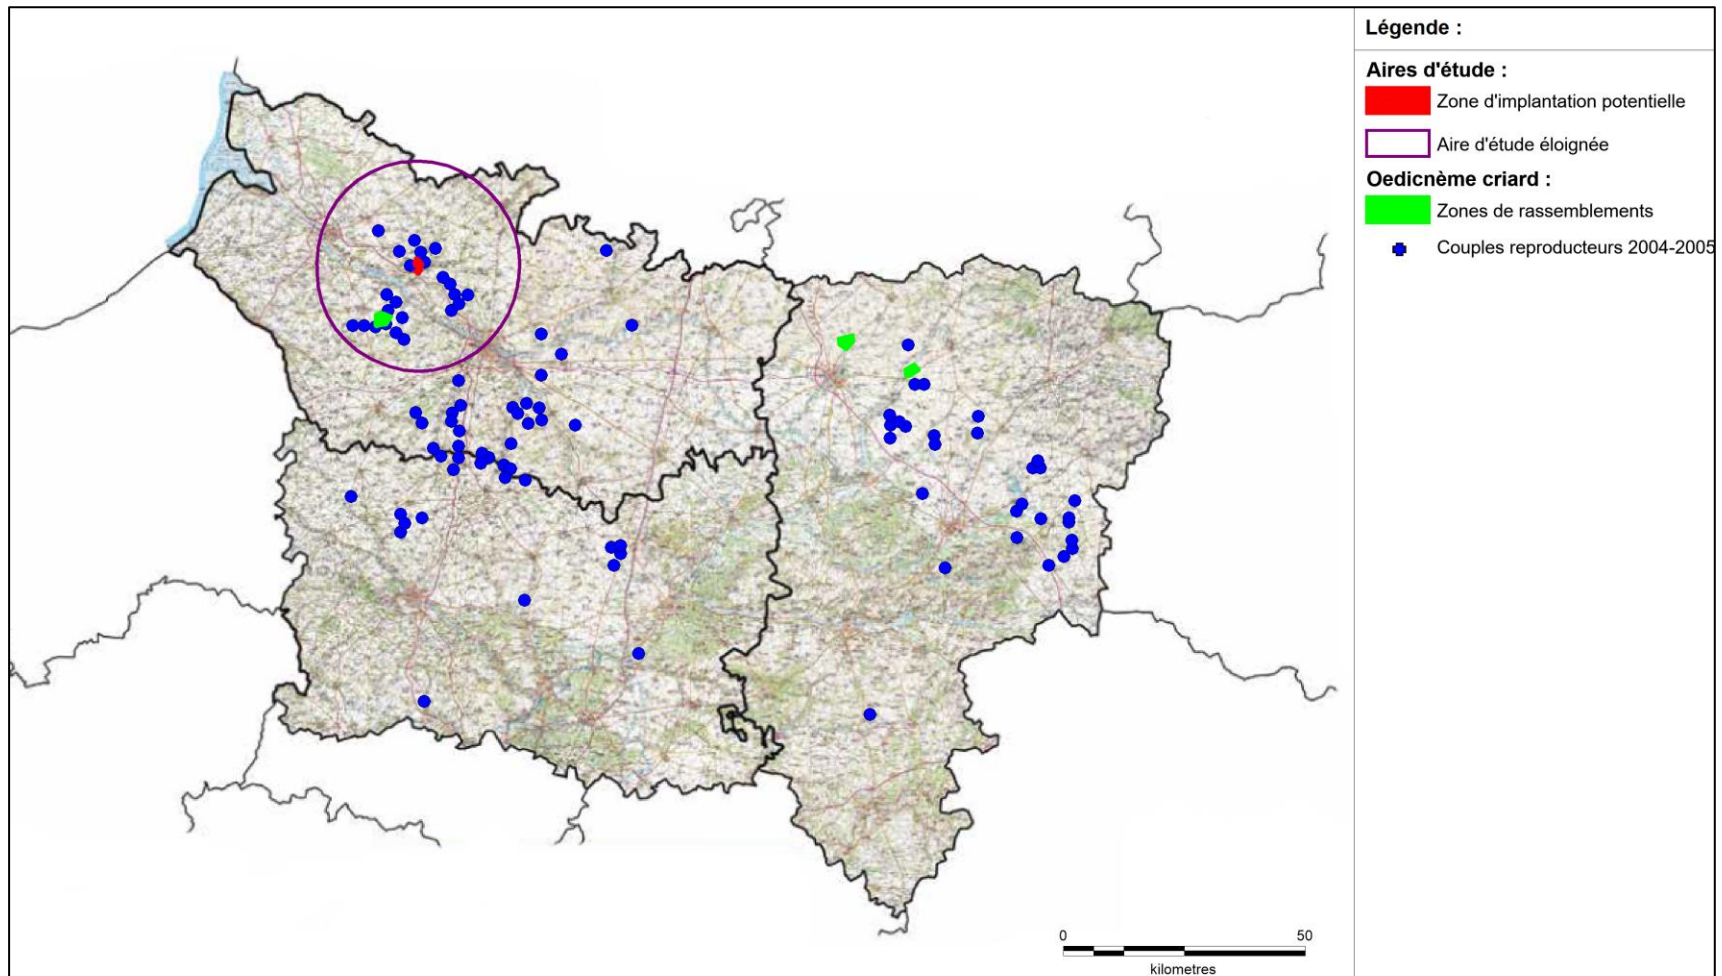 Légende :
Aires d'étude :
Zone d'implantation potentielle
Aire d'étude éloignée
Oedicnème criard :
Zones de rassemblements
Couples reproducteurs 2004-2005
0 50
kilometres